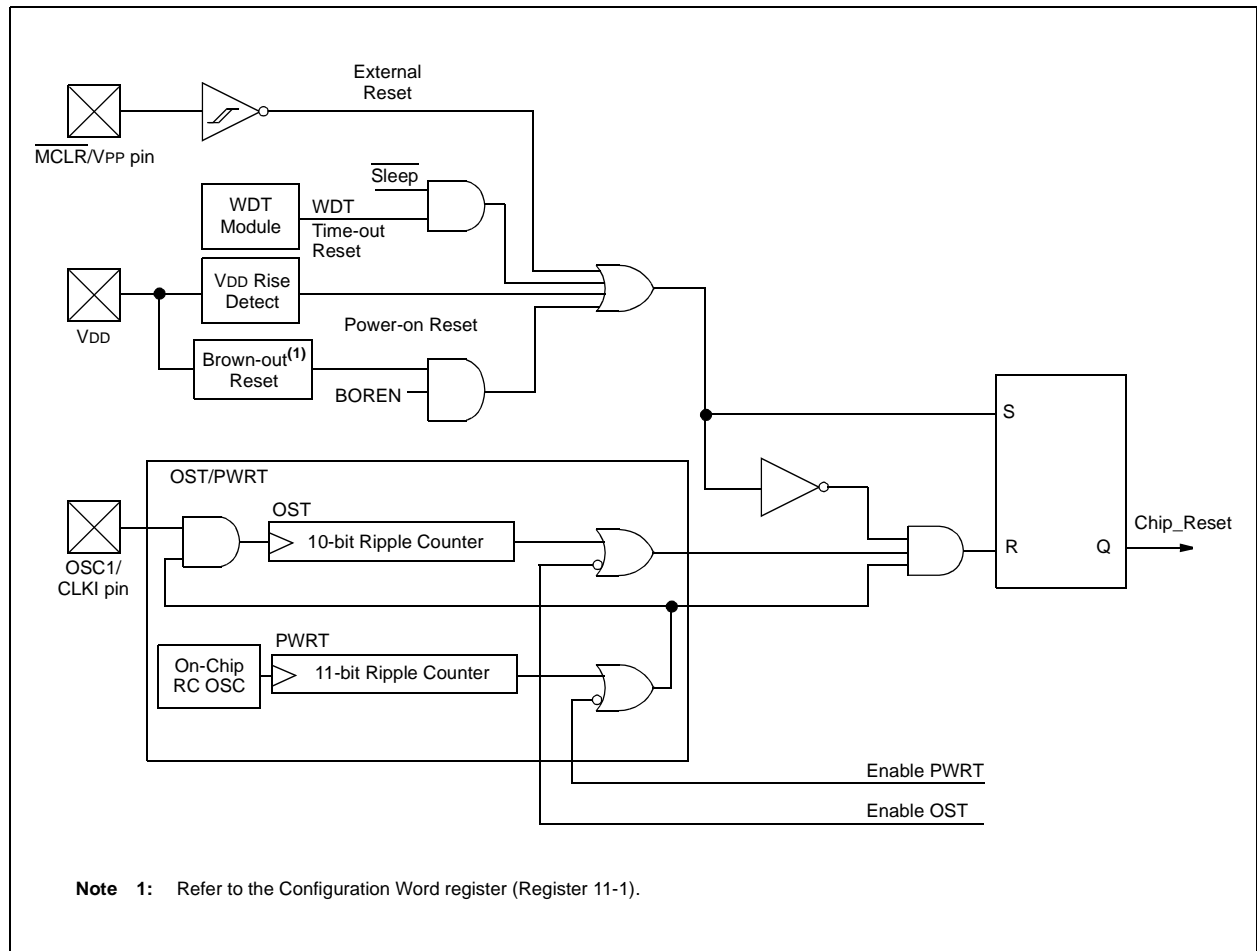 External
Reset
M̅C̅L̅R̅/VPP pin
S̅l̅e̅e̅p̅
WDT
Module
WDT
Time-out
Reset
VDD Rise
Detect
VDD
Power-on Reset
Brown-out(1)
Reset
BOREN
S
OST/PWRT
OST
10-bit Ripple Counter
OSC1/
CLKI pin
R
Q
Chip_Reset
PWRT
On-Chip
RC OSC
11-bit Ripple Counter
Enable PWRT
Enable OST
Note 1: Refer to the Configuration Word register (Register 11-1).